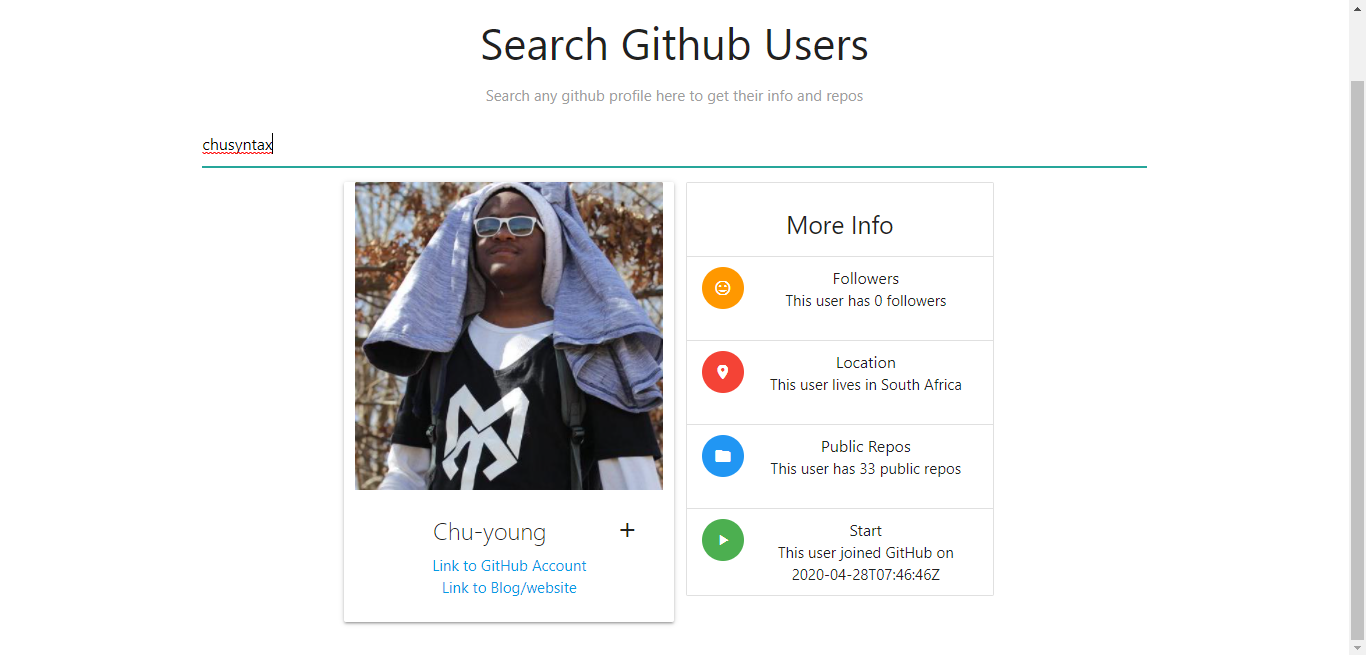 Search Github Users
Search any github profile here to get their info and repos
chusyntax
Chu-young
+
Link to GitHub Account
Link to Blog/website
More Info
Followers
This user has 0 followers
Location
This user lives in South Africa
Public Repos
This user has 33 public repos
Start
This user joined GitHub on
2020-04-28T07:46:46Z